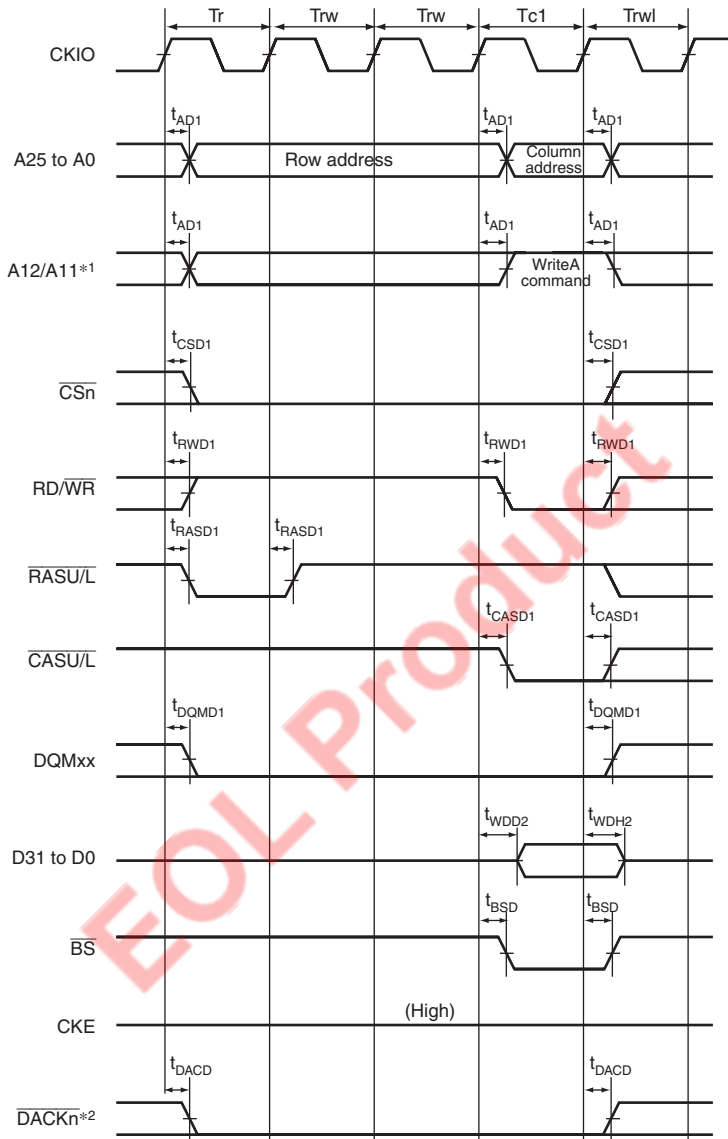 Tr Trw Trw Tc1 Trwl
CKIO
tAD1 tAD1 tAD1
A25 to A0 Row address Column address
tAD1 tAD1 tAD1
A12/A11*1 WriteA command
tCSD1 tCSD1
CSn
tRWD1 tRWD1 tRWD1
RD/WR
tRASD1 tRASD1
RASU/L
tCASD1 tCASD1
CASU/L
tDQMD1 tDQMD1
DQMxx
tWDD2 tWDH2
D31 to D0
tBSD tBSD
BS
(High)
CKE
tDACD tDACD
DACKn*2
EOL Product